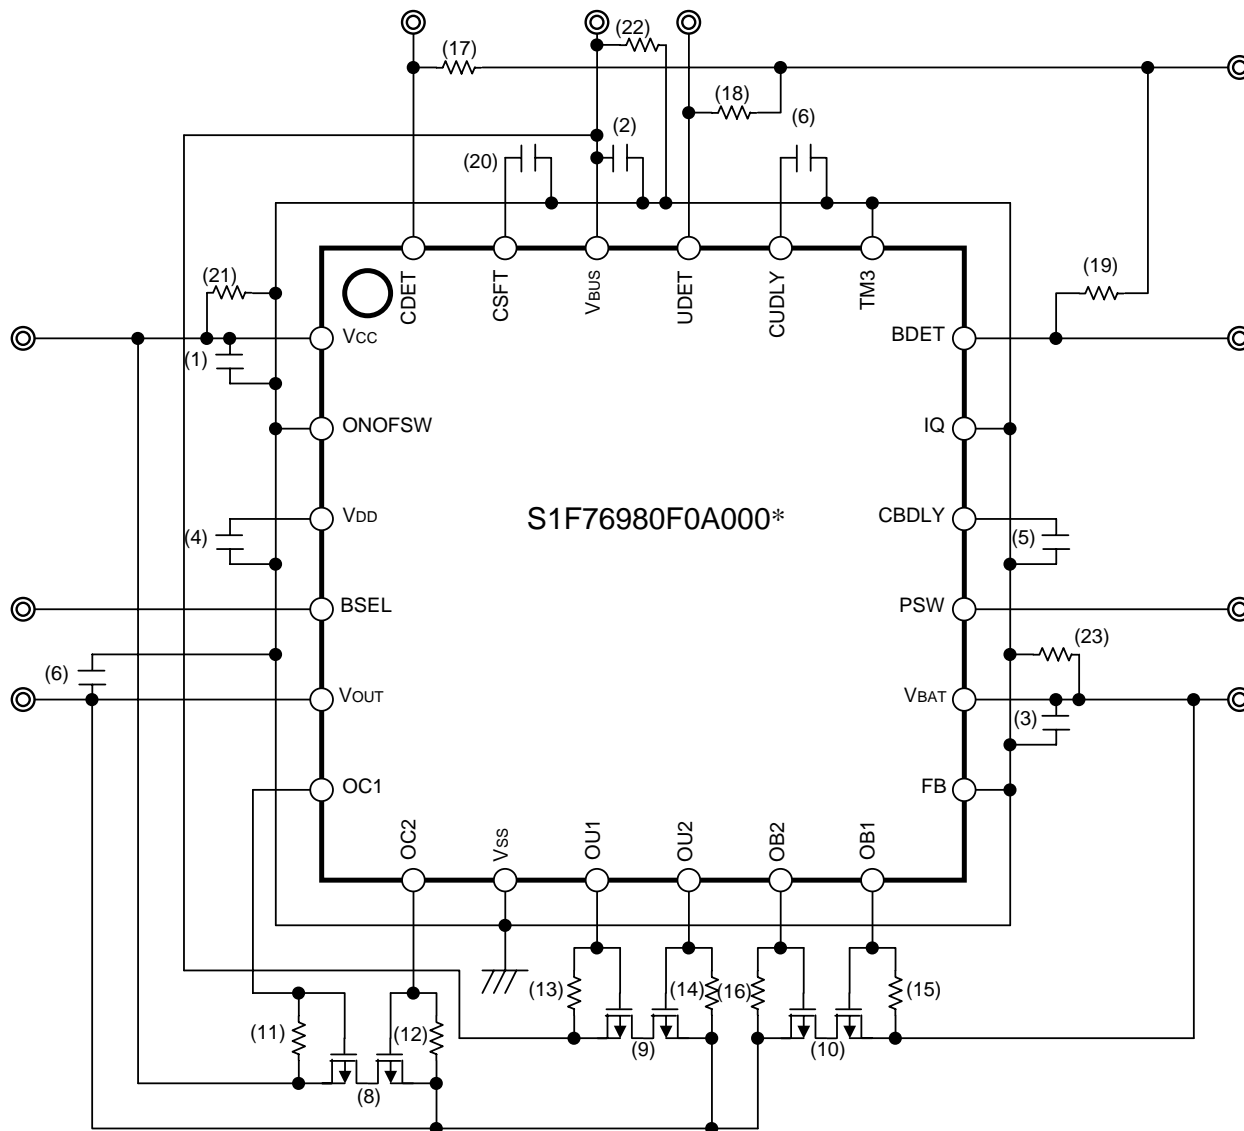 (17)
(22)
(18)
(2)
(6)
(20)
(21)
(19)
CDET
CSFT
VBUS
UDET
CUDLY
TM3
VCC
BDET
(1)
ONOFSW
IQ
VDD
S1F76980F0A000*
CBDLY
(4)
(5)
BSEL
PSW
(23)
(6)
VOUT
VBAT
(3)
OC1
FB
OC2
VSS
OU1
OU2
OB2
OB1
(13)
(14)
(16)
(15)
(11)
(12)
(9)
(10)
(8)